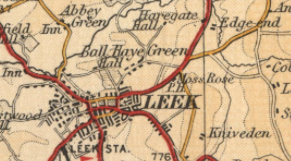 Abbey
Green
Haregate
Hall
Edge-end
field
Inn
Ball Haye Green
Hall
Inn
Moss Rose
P.H.
LEEK
Kniveden
LEEK STA.
776